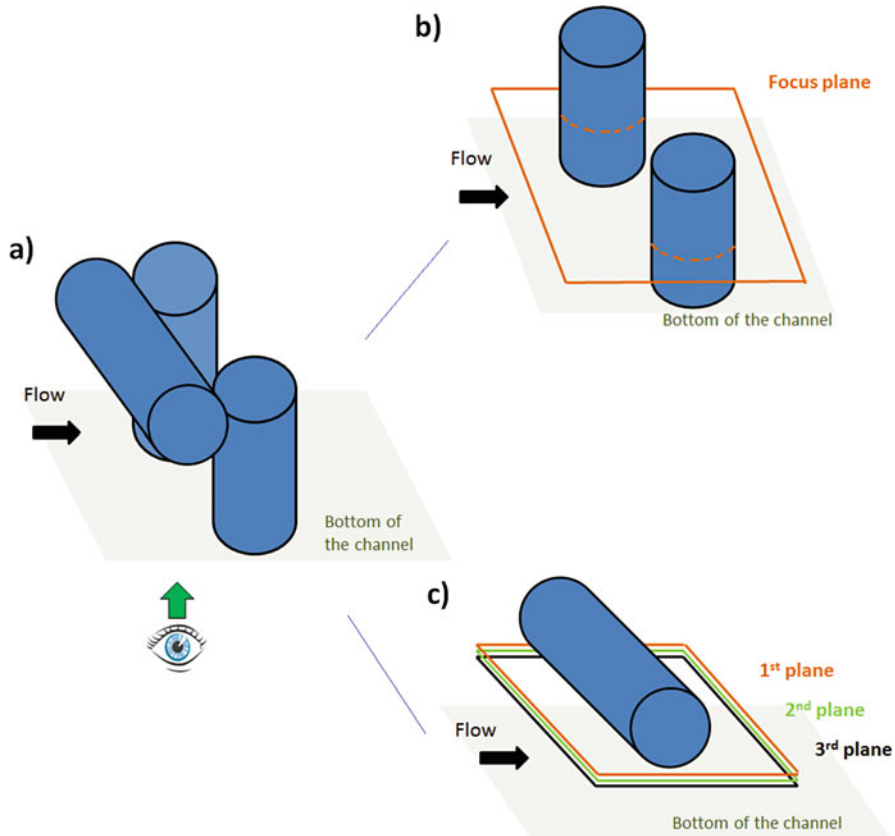 a)
Flow
Bottom of
the channel
b)
Focus plane
Flow
Bottom of the channel
c)
1st plane
2nd plane
3rd plane
Flow
Bottom of the channel